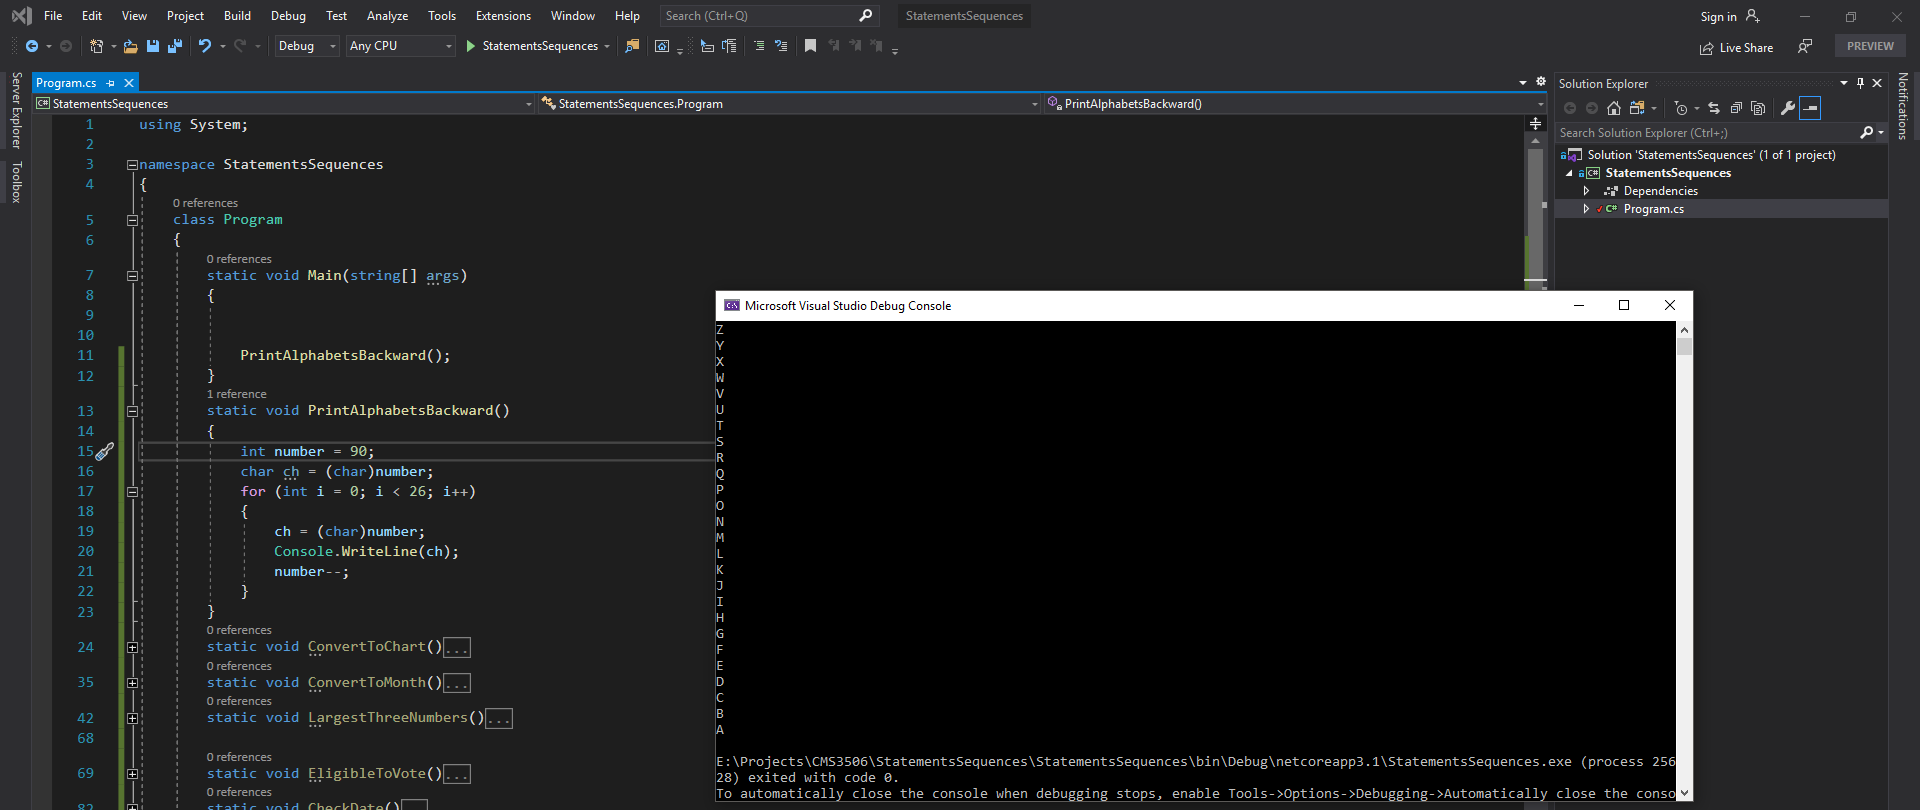 File Edit View Project Build Debug Test Analyze Tools Extensions Window Help Search (Ctrl+Q) StatementsSequences Sign in
Debug Any CPU StatementsSequences Live Share PREVIEW
Server Explorer
Toolbox
Program.cs
StatementsSequences StatementsSequences.Program PrintAlphabetsBackward()
1 using System;
2
3 namespace StatementsSequences
4 {
0 references
5 class Program
6 {
0 references
7 static void Main(string[] args)
8 {
9
10
11 PrintAlphabetsBackward();
12 }
1 reference
13 static void PrintAlphabetsBackward()
14 {
15 int number = 90;
16 char ch = (char)number;
17 for (int i = 0; i < 26; i++)
18 {
19 ch = (char)number;
20 Console.WriteLine(ch);
21 number--;
22 }
23 }
0 references
24 static void ConvertToChart()...
0 references
35 static void ConvertToMonth()...
0 references
42 static void LargestThreeNumbers()...
68
0 references
69 static void EligibleToVote()...
0 references
82 static void CheckDate()
Microsoft Visual Studio Debug Console
Z
Y
X
W
V
U
T
S
R
Q
P
O
N
M
L
K
J
I
H
G
F
E
D
C
B
A
E:\Projects\CMS3506\StatementsSequences\StatementsSequences\bin\Debug\netcoreapp3.1\StatementsSequences.exe (process 256
28) exited with code 0.
To automatically close the console when debugging stops, enable Tools->Options->Debugging->Automatically close the conso
Solution Explorer
Search Solution Explorer (Ctrl+;)
Solution 'StatementsSequences' (1 of 1 project)
C# StatementsSequences
Dependencies
C# Program.cs
Notifications